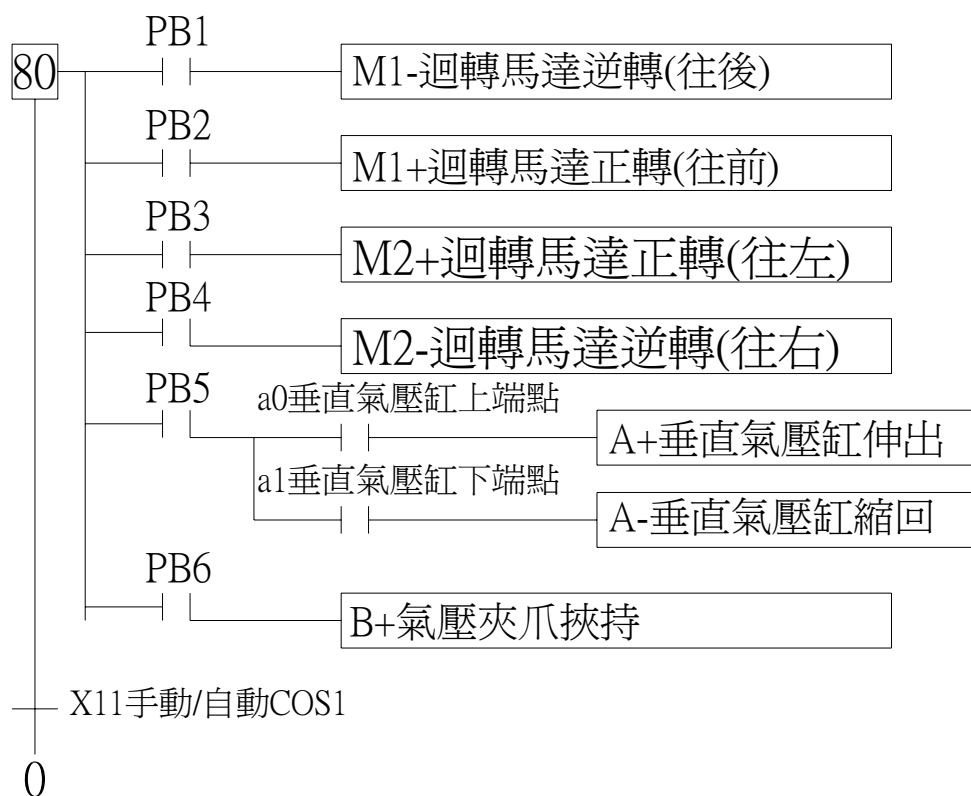 PB1
80
M1-迴轉馬達逆轉(往後)
PB2
M1+迴轉馬達正轉(往前)
PB3
M2+迴轉馬達正轉(往左)
PB4
M2-迴轉馬達逆轉(往右)
PB5
a0垂直氣壓缸上端點
A+垂直氣壓缸伸出
a1垂直氣壓缸下端點
A-垂直氣壓缸縮回
PB6
B+氣壓夾爪挾持
X11手動/自動COS1
0